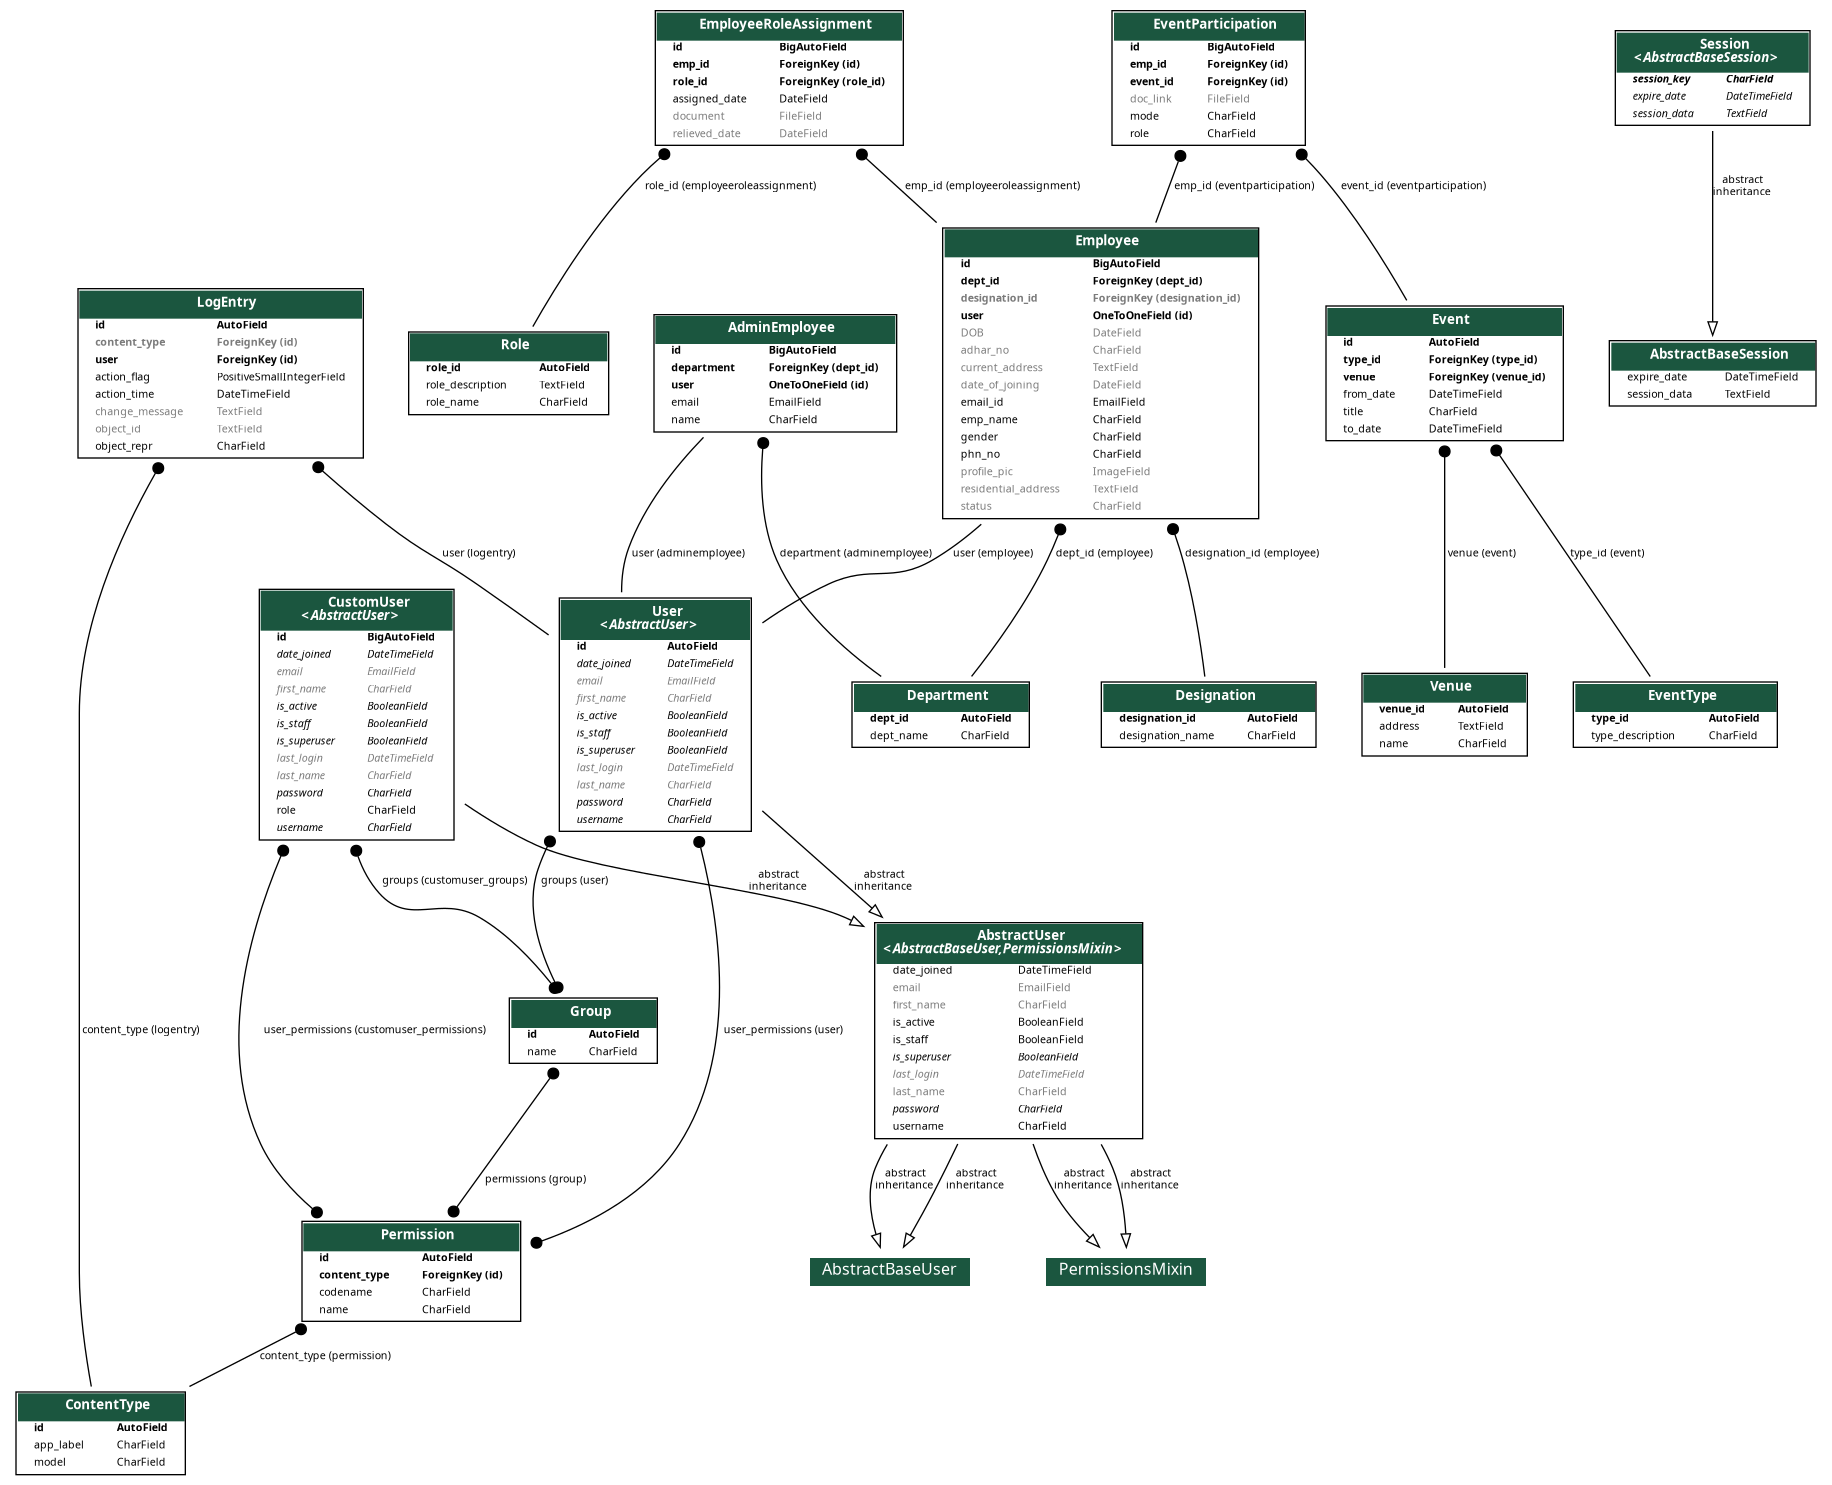 EmployeeRoleAssignment
id BigAutoField
emp_id ForeignKey (id)
role_id ForeignKey (role_id)
assigned_date DateField
document FileField
relieved_date DateField
EventParticipation
id BigAutoField
emp_id ForeignKey (id)
event_id ForeignKey (id)
doc_link FileField
mode CharField
role CharField
Session
<AbstractBaseSession>
session_key CharField
expire_date DateTimeField
session_data TextField
role_id (employeeroleassignment)
emp_id (employeeroleassignment)
emp_id (eventparticipation)
event_id (eventparticipation)
abstract
inheritance
LogEntry
id AutoField
content_type ForeignKey (id)
user ForeignKey (id)
action_flag PositiveSmallIntegerField
action_time DateTimeField
change_message TextField
object_id TextField
object_repr CharField
Role
role_id AutoField
role_description TextField
role_name CharField
AdminEmployee
id BigAutoField
department ForeignKey (dept_id)
user OneToOneField (id)
email EmailField
name CharField
Employee
id BigAutoField
dept_id ForeignKey (dept_id)
designation_id ForeignKey (designation_id)
user OneToOneField (id)
DOB DateField
adhar_no CharField
current_address TextField
date_of_joining DateField
email_id EmailField
emp_name CharField
gender CharField
phn_no CharField
profile_pic ImageField
residential_address TextField
status CharField
Event
id AutoField
type_id ForeignKey (type_id)
venue ForeignKey (venue_id)
from_date DateTimeField
title CharField
to_date DateTimeField
AbstractBaseSession
expire_date DateTimeField
session_data TextField
user (logentry)
user (adminemployee)
department (adminemployee)
user (employee)
dept_id (employee)
designation_id (employee)
venue (event)
type_id (event)
CustomUser
<AbstractUser>
id BigAutoField
date_joined DateTimeField
email EmailField
first_name CharField
is_active BooleanField
is_staff BooleanField
is_superuser BooleanField
last_login DateTimeField
last_name CharField
password CharField
role CharField
username CharField
User
<AbstractUser>
id AutoField
date_joined DateTimeField
email EmailField
first_name CharField
is_active BooleanField
is_staff BooleanField
is_superuser BooleanField
last_login DateTimeField
last_name CharField
password CharField
username CharField
Department
dept_id AutoField
dept_name CharField
Designation
designation_id AutoField
designation_name CharField
Venue
venue_id AutoField
address TextField
name CharField
EventType
type_id AutoField
type_description CharField
groups (customuser_groups)
groups (user)
abstract
inheritance
abstract
inheritance
AbstractUser
<AbstractBaseUser,PermissionsMixin>
date_joined DateTimeField
email EmailField
first_name CharField
is_active BooleanField
is_staff BooleanField
is_superuser BooleanField
last_login DateTimeField
last_name CharField
password CharField
username CharField
Group
id AutoField
name CharField
content_type (logentry)
user_permissions (customuser_permissions)
user_permissions (user)
permissions (group)
abstract
inheritance
abstract
inheritance
abstract
inheritance
abstract
inheritance
Permission
id AutoField
content_type ForeignKey (id)
codename CharField
name CharField
AbstractBaseUser
PermissionsMixin
content_type (permission)
ContentType
id AutoField
app_label CharField
model CharField